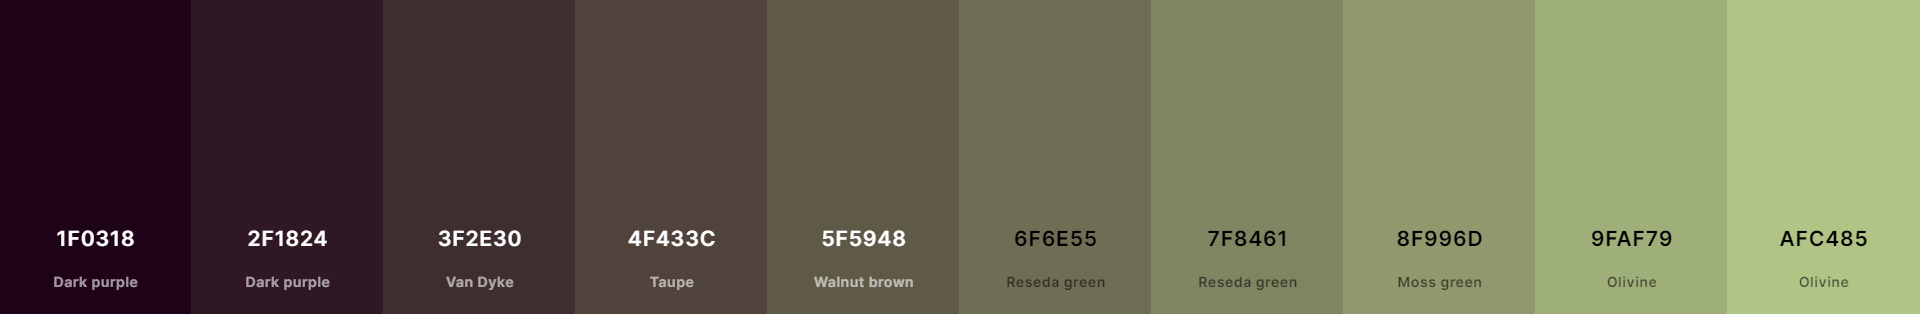 1F0318
2F1824
3F2E30
4F433C
5F5948
6F6E55
7F8461
8F996D
9FAF79
AFC485
Dark purple
Dark purple
Van Dyke
Taupe
Walnut brown
Reseda green
Reseda green
Moss green
Olivine
Olivine